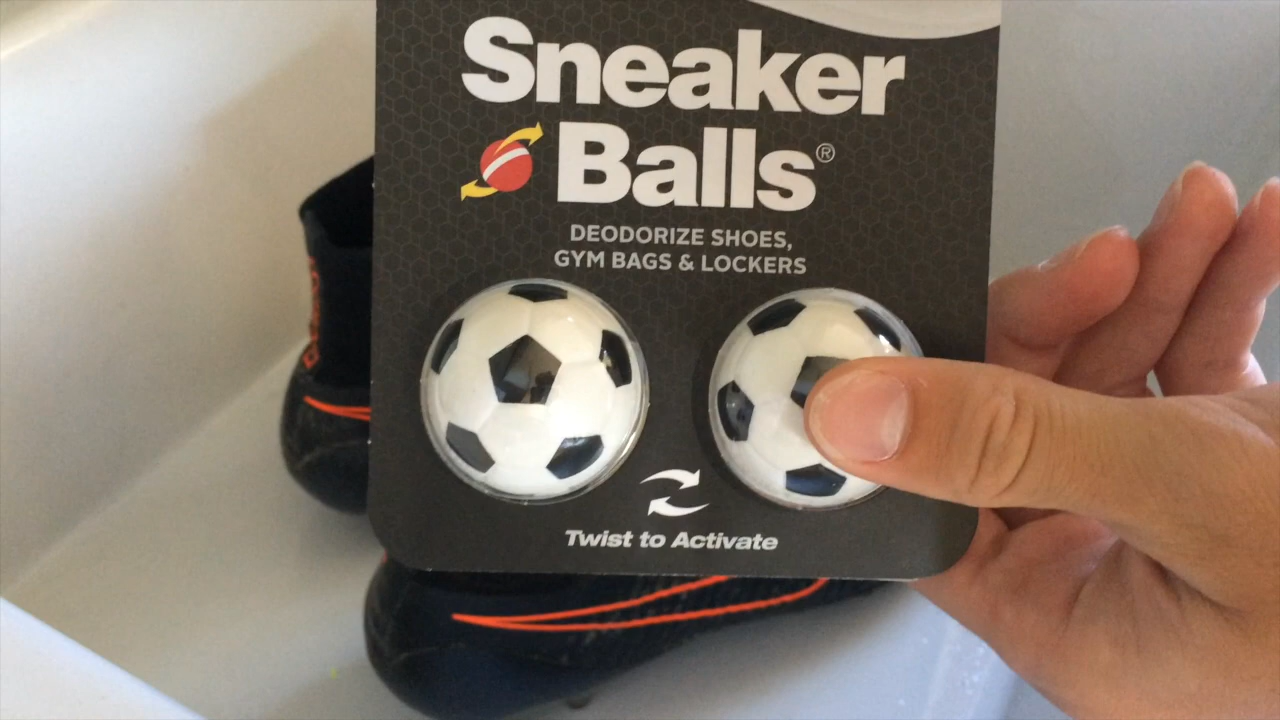 Sneaker
Balls®
DEODORIZE SHOES,
GYM BAGS & LOCKERS
Twist to Activate